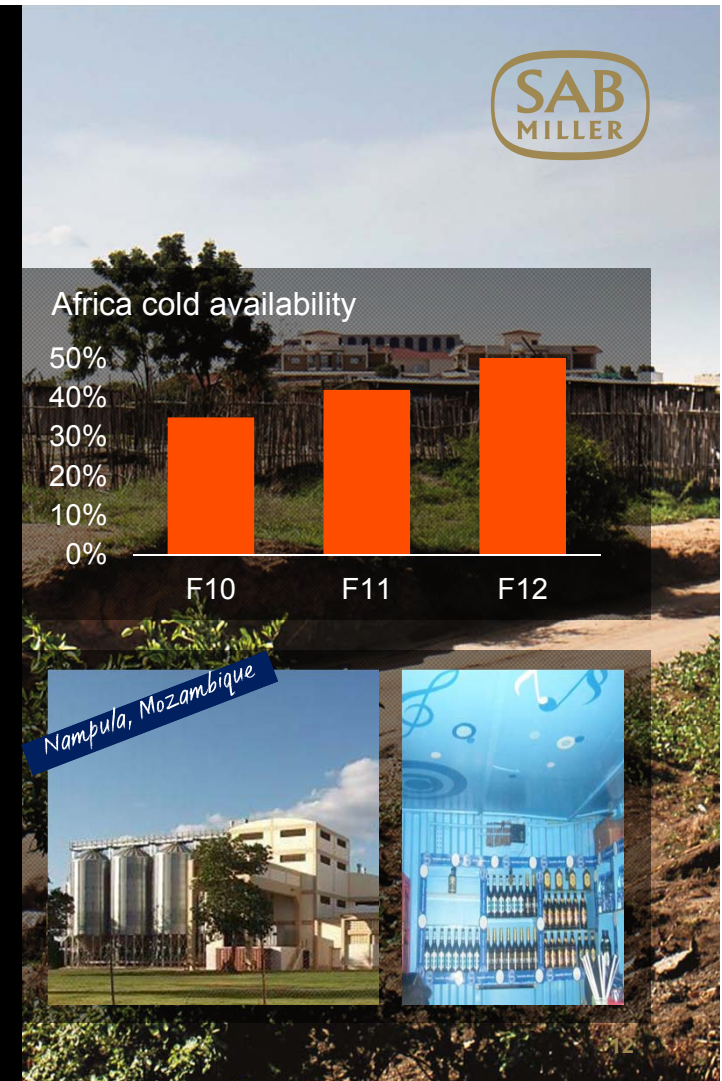 SAB
MILLER
Africa cold availability
50%
40%
30%
20%
10%
0%
F10
F11
F12
Nampula, Mozambique
12